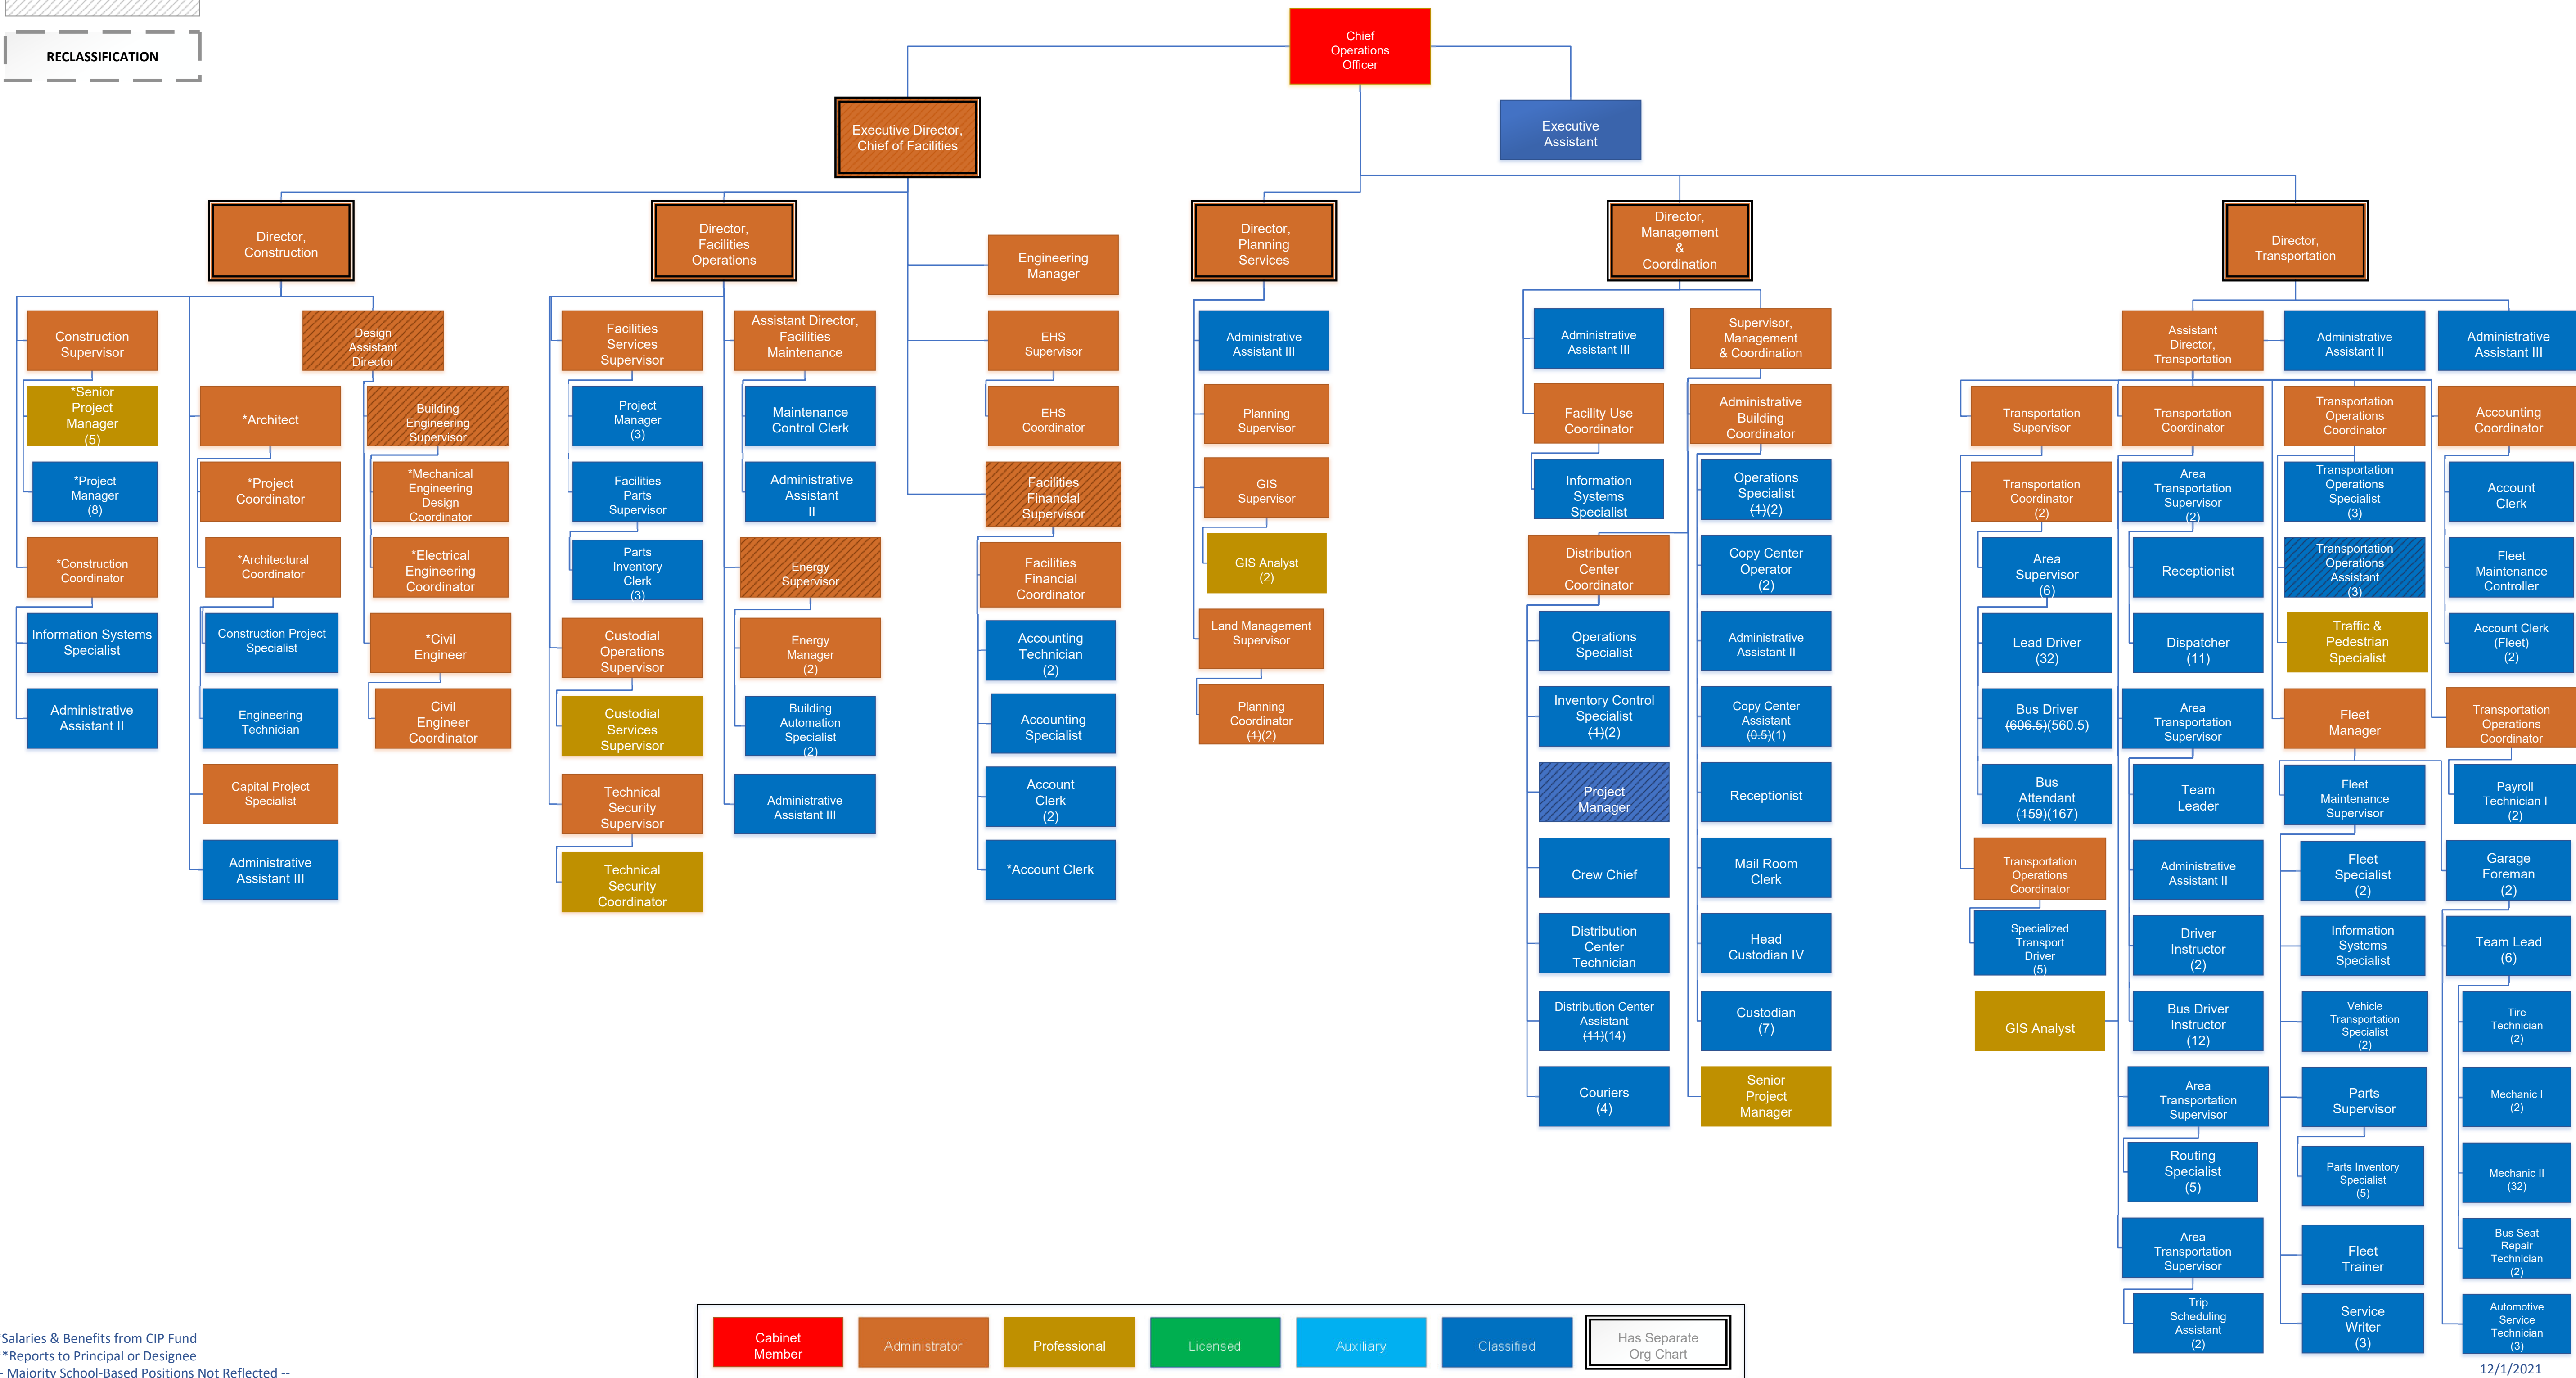 RECLASSIFICATION
Chief
Operations
Officer
Executive Director,
Chief of Facilities
Executive
Assistant
Director,
Construction
Director,
Facilities
Operations
Engineering
Manager
Director,
Planning
Services
Director,
Management
&
Coordination
Director,
Transportation
Construction
Supervisor
*Senior
Project
Manager
(5)
*Project
Manager
(8)
*Construction
Coordinator
Information Systems
Specialist
Administrative
Assistant II
*Architect
*Project
Coordinator
*Architectural
Coordinator
Construction Project
Specialist
Engineering
Technician
Capital Project
Specialist
Administrative
Assistant III
Design
Assistant
Director
Building
Engineering
Supervisor
*Mechanical
Engineering
Design
Coordinator
*Electrical
Engineering
Coordinator
*Civil
Engineer
Civil
Engineer
Coordinator
Facilities
Services
Supervisor
Project
Manager
(3)
Facilities
Parts
Supervisor
Parts
Inventory
Clerk
(3)
Custodial
Operations
Supervisor
Custodial
Services
Supervisor
Technical
Security
Supervisor
Technical
Security
Coordinator
Assistant Director,
Facilities
Maintenance
Maintenance
Control Clerk
Administrative
Assistant
II
Energy
Supervisor
Energy
Manager
(2)
Building
Automation
Specialist
(2)
Administrative
Assistant III
EHS
Supervisor
EHS
Coordinator
Facilities
Financial
Supervisor
Facilities
Financial
Coordinator
Accounting
Technician
(2)
Accounting
Specialist
Account
Clerk
(2)
*Account Clerk
Administrative
Assistant III
Planning
Supervisor
GIS
Supervisor
GIS Analyst
(2)
Land Management
Supervisor
Planning
Coordinator
(1)(2)
Administrative
Assistant III
Facility Use
Coordinator
Information
Systems
Specialist
Distribution
Center
Coordinator
Operations
Specialist
Inventory Control
Specialist
(1)(2)
Project
Manager
Crew Chief
Distribution
Center
Technician
Distribution Center
Assistant
(11)(14)
Couriers
(4)
Supervisor,
Management
& Coordination
Administrative
Building
Coordinator
Operations
Specialist
(1)(2)
Copy Center
Operator
(2)
Administrative
Assistant II
Copy Center
Assistant
(0.5)(1)
Receptionist
Mail Room
Clerk
Head
Custodian IV
Custodian
(7)
Senior
Project
Manager
Assistant
Director,
Transportation
Administrative
Assistant II
Administrative
Assistant III
Transportation
Supervisor
Transportation
Coordinator
(2)
Area
Supervisor
(6)
Lead Driver
(32)
Bus Driver
(606.5)(560.5)
Bus
Attendant
(159)(167)
Transportation
Operations
Coordinator
Specialized
Transport
Driver
(5)
GIS Analyst
Transportation
Coordinator
Area
Transportation
Supervisor
(2)
Receptionist
Dispatcher
(11)
Area
Transportation
Supervisor
Team
Leader
Administrative
Assistant II
Driver
Instructor
(2)
Bus Driver
Instructor
(12)
Area
Transportation
Supervisor
Routing
Specialist
(5)
Area
Transportation
Supervisor
Trip
Scheduling
Assistant
(2)
Transportation
Operations
Coordinator
Transportation
Operations
Specialist
(3)
Transportation
Operations
Assistant
(3)
Traffic &
Pedestrian
Specialist
Fleet
Manager
Fleet
Maintenance
Supervisor
Fleet
Specialist
(2)
Information
Systems
Specialist
Vehicle
Transportation
Specialist
(2)
Parts
Supervisor
Parts Inventory
Specialist
(5)
Fleet
Trainer
Service
Writer
(3)
Accounting
Coordinator
Account
Clerk
Fleet
Maintenance
Controller
Account Clerk
(Fleet)
(2)
Transportation
Operations
Coordinator
Payroll
Technician I
(2)
Garage
Foreman
(2)
Team Lead
(6)
Tire
Technician
(2)
Mechanic I
(2)
Mechanic II
(32)
Bus Seat
Repair
Technician
(2)
Automotive
Service
Technician
(3)
Cabinet
Member
Administrator
Professional
Licensed
Auxiliary
Classified
Has Separate
Org Chart
*Salaries & Benefits from CIP Fund
**Reports to Principal or Designee
- Majority School-Based Positions Not Reflected --
12/1/2021